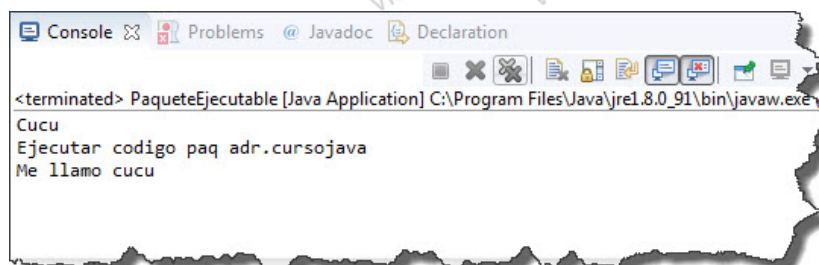 Console Problems @ Javadoc Declaration
<terminated> PaqueteEjecutable [Java Application] C:\Program Files\Java\jre1.8.0_91\bin\javaw.exe
Cucu
Ejecutar codigo paq adr.cursojava
Me llamo cucu